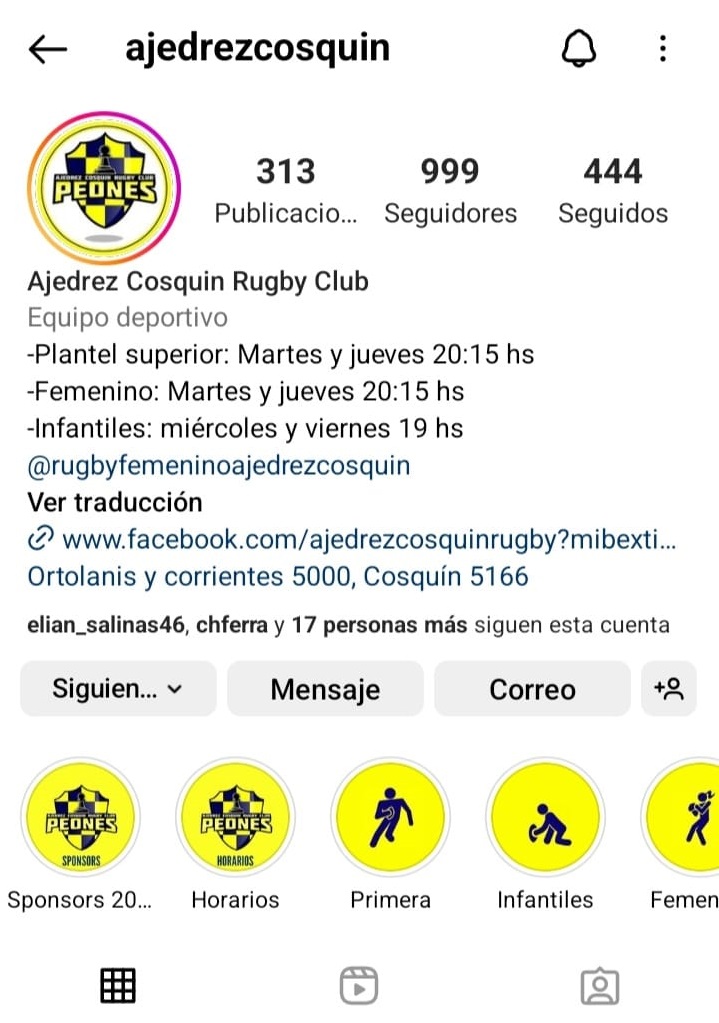 ajedrezcosquin
AJEDREZ COSQUIN RUGBY CLUB
PEONES
313 999 444
Publicacio... Seguidores Seguidos
Ajedrez Cosquin Rugby Club
Equipo deportivo
-Plantel superior: Martes y jueves 20:15 hs
-Femenino: Martes y jueves 20:15 hs
-Infantiles: miércoles y viernes 19 hs
@rugbyfemeninoajedrezcosquin
Ver traducción
www.facebook.com/ajedrezcosquinrugby?mibexti...
Ortolanis y corrientes 5000, Cosquín 5166
elian_salinas46, chferra y 17 personas más siguen esta cuenta
Siguien... Mensaje Correo
PEONES PEONES
SPONSORS HORARIOS
Sponsors 20... Horarios Primera Infantiles Femen